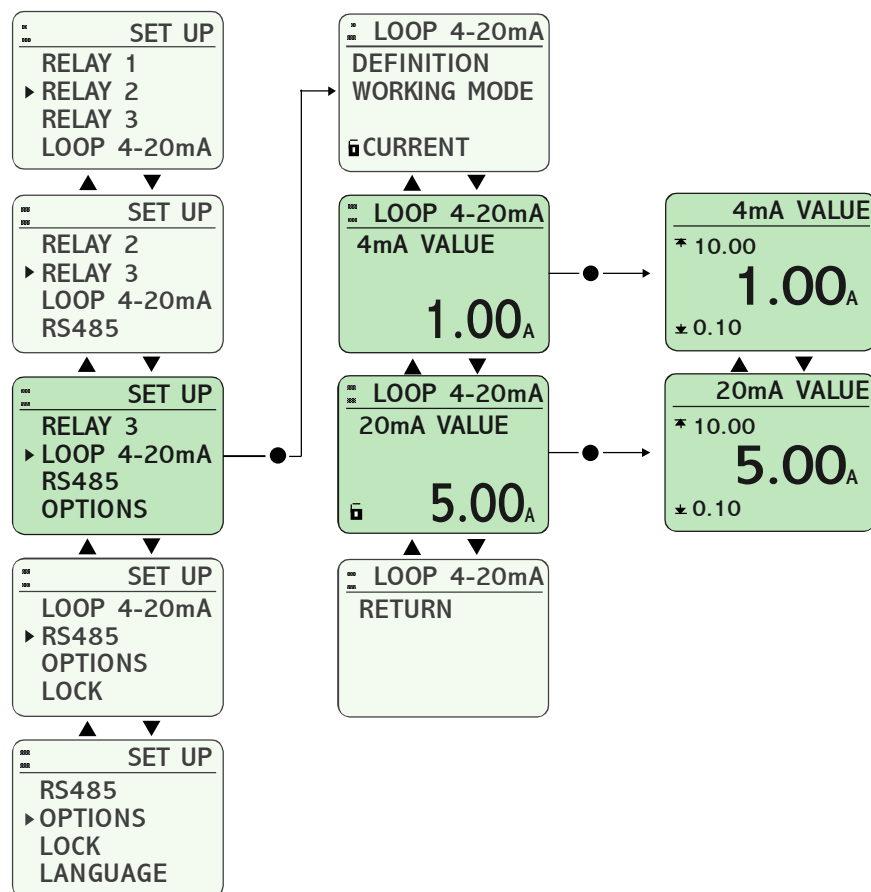 SET UP
RELAY 1
RELAY 2
RELAY 3
LOOP 4-20mA
SET UP
RELAY 2
RELAY 3
LOOP 4-20mA
RS485
SET UP
RELAY 3
LOOP 4-20mA
RS485
OPTIONS
SET UP
LOOP 4-20mA
RS485
OPTIONS
LOCK
SET UP
RS485
OPTIONS
LOCK
LANGUAGE
LOOP 4-20mA
DEFINITION
WORKING MODE
CURRENT
LOOP 4-20mA
4mA VALUE
1.00A
LOOP 4-20mA
20mA VALUE
5.00A
LOOP 4-20mA
RETURN
4mA VALUE
10.00
1.00A
0.10
20mA VALUE
10.00
5.00A
0.10